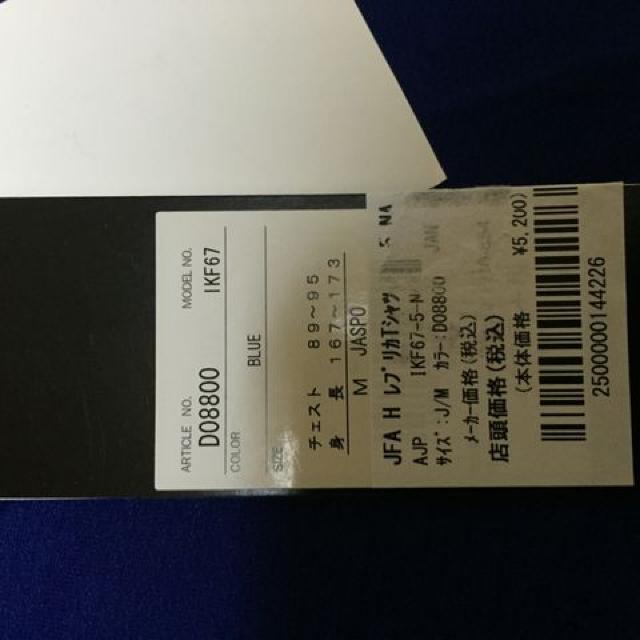 ARTICLE NO. MODEL NO.
D08800 IKF67
COLOR
BLUE
SIZE
チェスト 89～95
身 長 167～173
M JASPO
JFA H ﾚﾌﾟﾘｶTｼｬﾂ
AJP IKF67-5-N JAN
サイズ:J/M カラー:D08800
メーカー価格(税込)
店頭価格(税込)
(本体価格 ¥5,200)
2500000144226